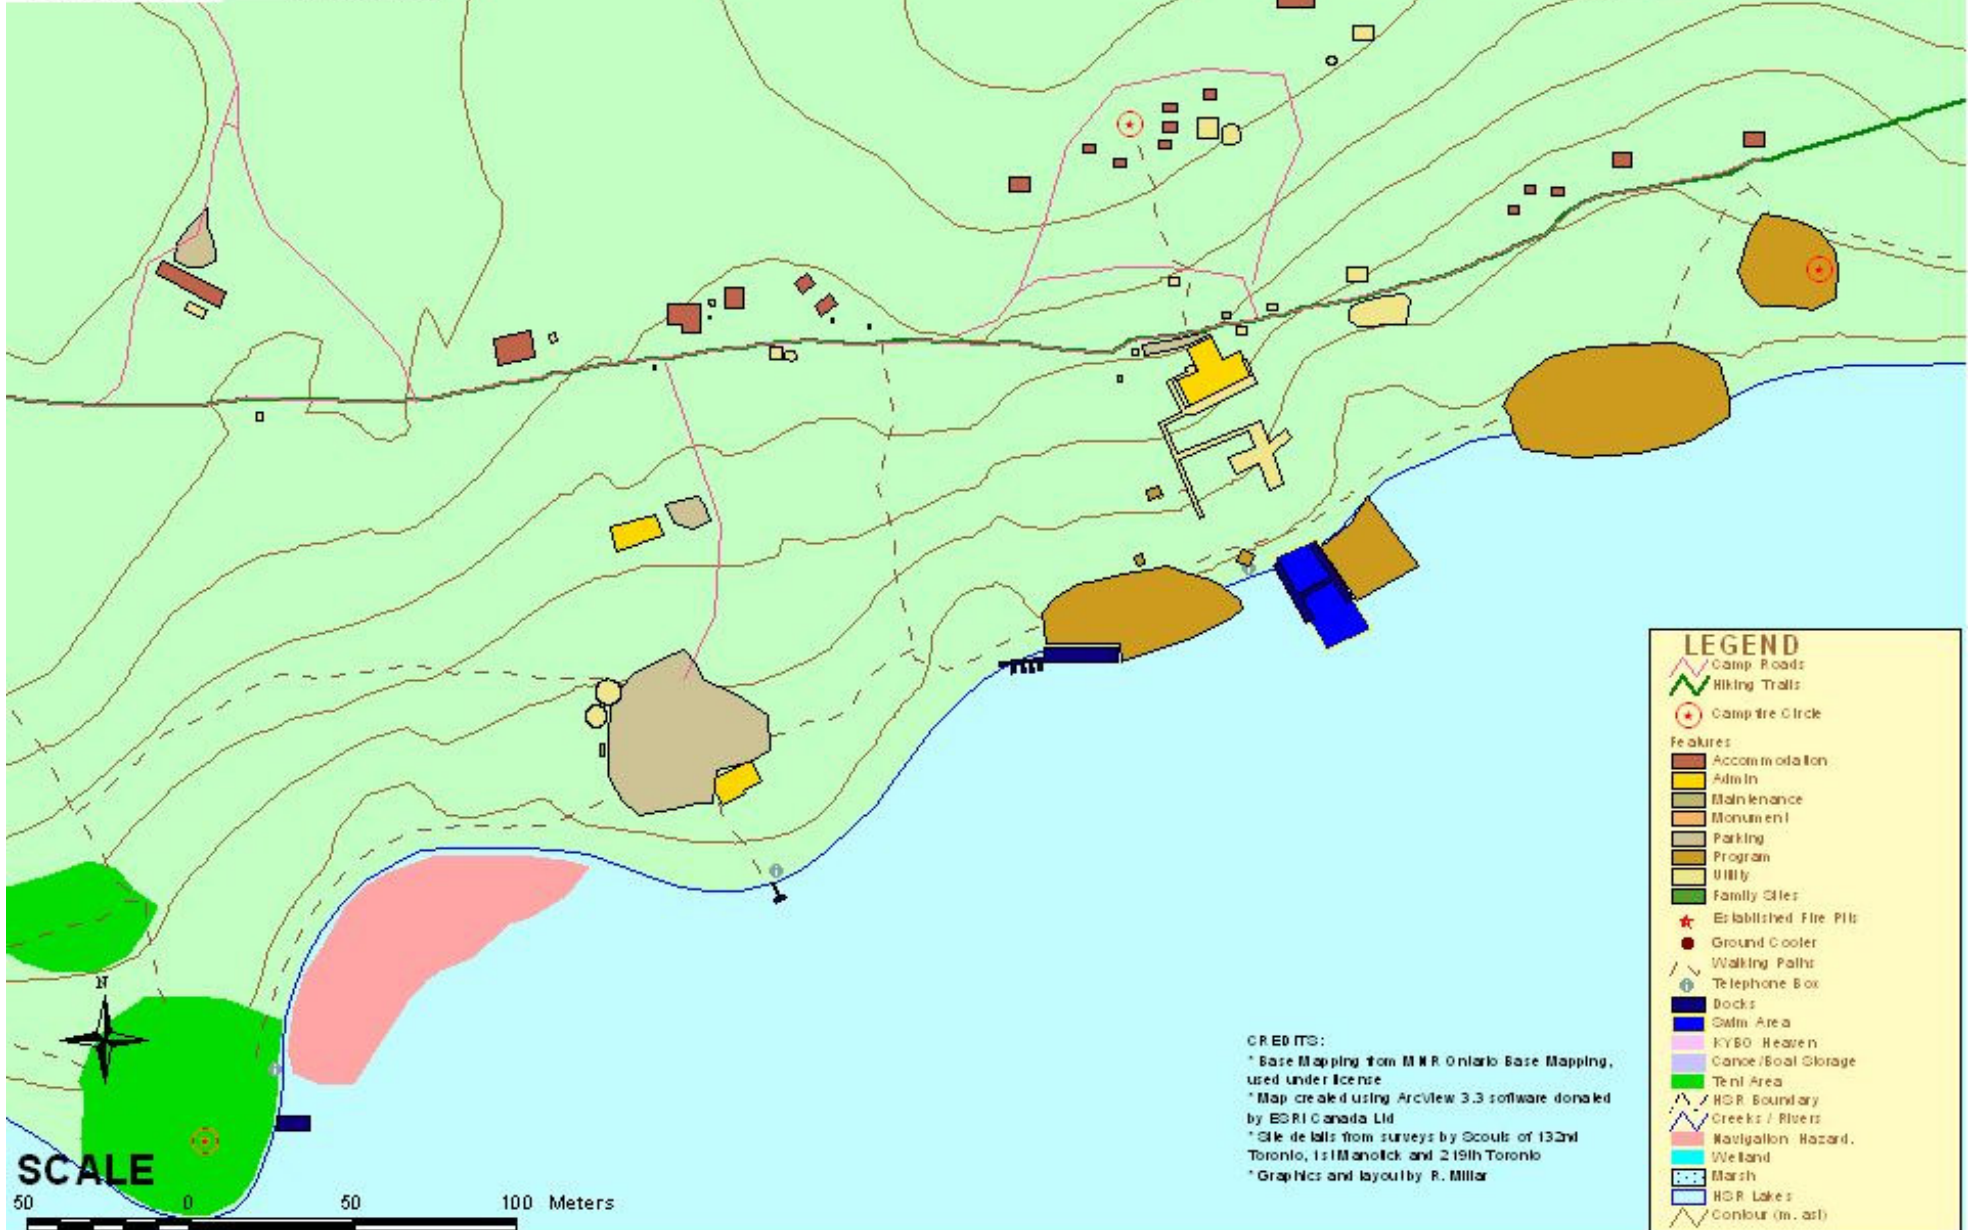 LEGEND
Camp Roads
Hiking Trails
Campfire Circle
Features
Accommodation
Admin
Maintenance
Monument
Parking
Program
Utility
Family Sites
Established Fire Pits
Ground Cooler
Walking Paths
Telephone Box
Docks
Swim Area
KYBO Heaven
Canoe/Boat Storage
Tent Area
HSR Boundary
Creeks / Rivers
Navigation Hazard.
Wetland
Marsh
HSR Lakes
Contour (m. asl)
N
CREDITS:
* Base Mapping from MNR Ontario Base Mapping,
used under license
* Map created using ArcView 3.3 software donated
by ESRI Canada Ltd
* Site details from surveys by Scouts of 132nd
Toronto, 1st Manotick and 219th Toronto
* Graphics and layout by R. Millar
SCALE
50 0 50 100 Meters